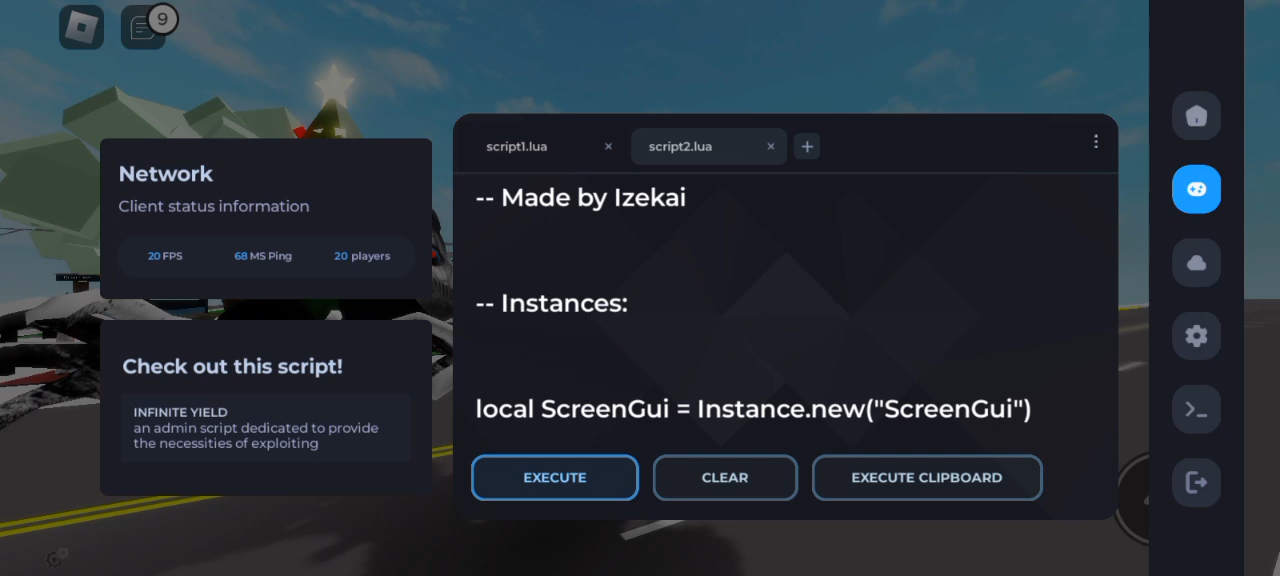 9
Network
Client status information
20 FPS
68 MS Ping
20 players
Check out this script!
INFINITE YIELD
an admin script dedicated to provide
the necessities of exploiting
script1.lua
script2.lua
-- Made by Izekai
-- Instances:
local ScreenGui = Instance.new("ScreenGui")
EXECUTE
CLEAR
EXECUTE CLIPBOARD